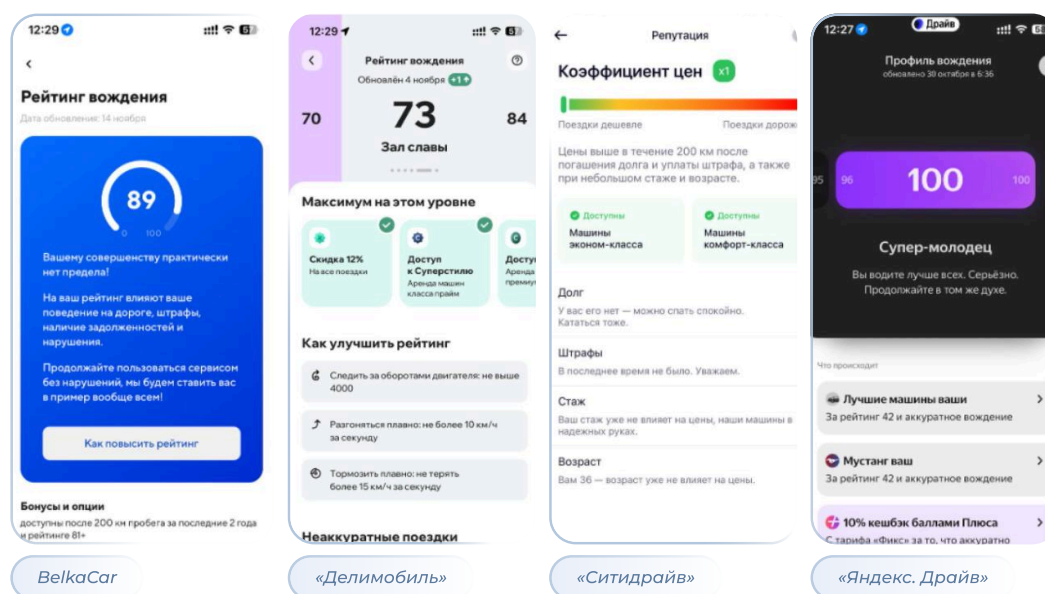 12:29
Рейтинг вождения
Дата обновления: 14 ноября
89
0 100
Вашему совершенству практически
нет предела!
На ваш рейтинг влияют ваше
поведение на дороге, штрафы,
наличие задолженностей и
нарушения.
Продолжайте пользоваться сервисом
без нарушений, мы будем ставить вас
в пример вообще всем!
Как повысить рейтинг
Бонусы и опции
доступны после 200 км пробега за последние 2 года
и рейтинге 81+
BelkaCar
12:29
Рейтинг вождения
Обновлён 4 ноября +1
70 73 84
Зал славы
Максимум на этом уровне
Скидка 12%
На все поездки
Доступ
к Суперстилю
Аренда машин
класса прайм
Аренда
Как улучшить рейтинг
Следить за оборотами двигателя: не выше
4000
Разгоняться плавно: не более 10 км/ч
за секунду
Тормозить плавно: не терять
более 15 км/ч за секунду
Неаккуратные поездки
«Делимобиль»
Репутация
Коэффициент цен x1
Поездки дешевле Поездки дорож
Цены выше в течение 200 км после
погашения долга и уплаты штрафа, а также
при небольшом стаже и возрасте.
Доступны
Машины
эконом-класса
Доступны
Машины
комфорт-класса
Долг
У вас его нет — можно спать спокойно.
Кататься тоже.
Штрафы
В последнее время не было. Уважаем.
Стаж
Ваш стаж уже не влияет на цены, наши машины в
надежных руках.
Возраст
Вам 36 — возраст уже не влияет на цены.
«Ситидрайв»
12:27 Драйв
Профиль вождения
обновлено 30 октября в 6:36
95 96 100 100
Супер-молодец
Вы водите лучше всех. Серьёзно.
Продолжайте в том же духе.
Что происходит
Лучшие машины ваши
За рейтинг 42 и аккуратное вождение
Мустанг ваш
За рейтинг 42 и аккуратное вождение
10% кешбэк баллами Плюса
С тарифа «Фикс» за то, что аккуратно
«Яндекс. Драйв»